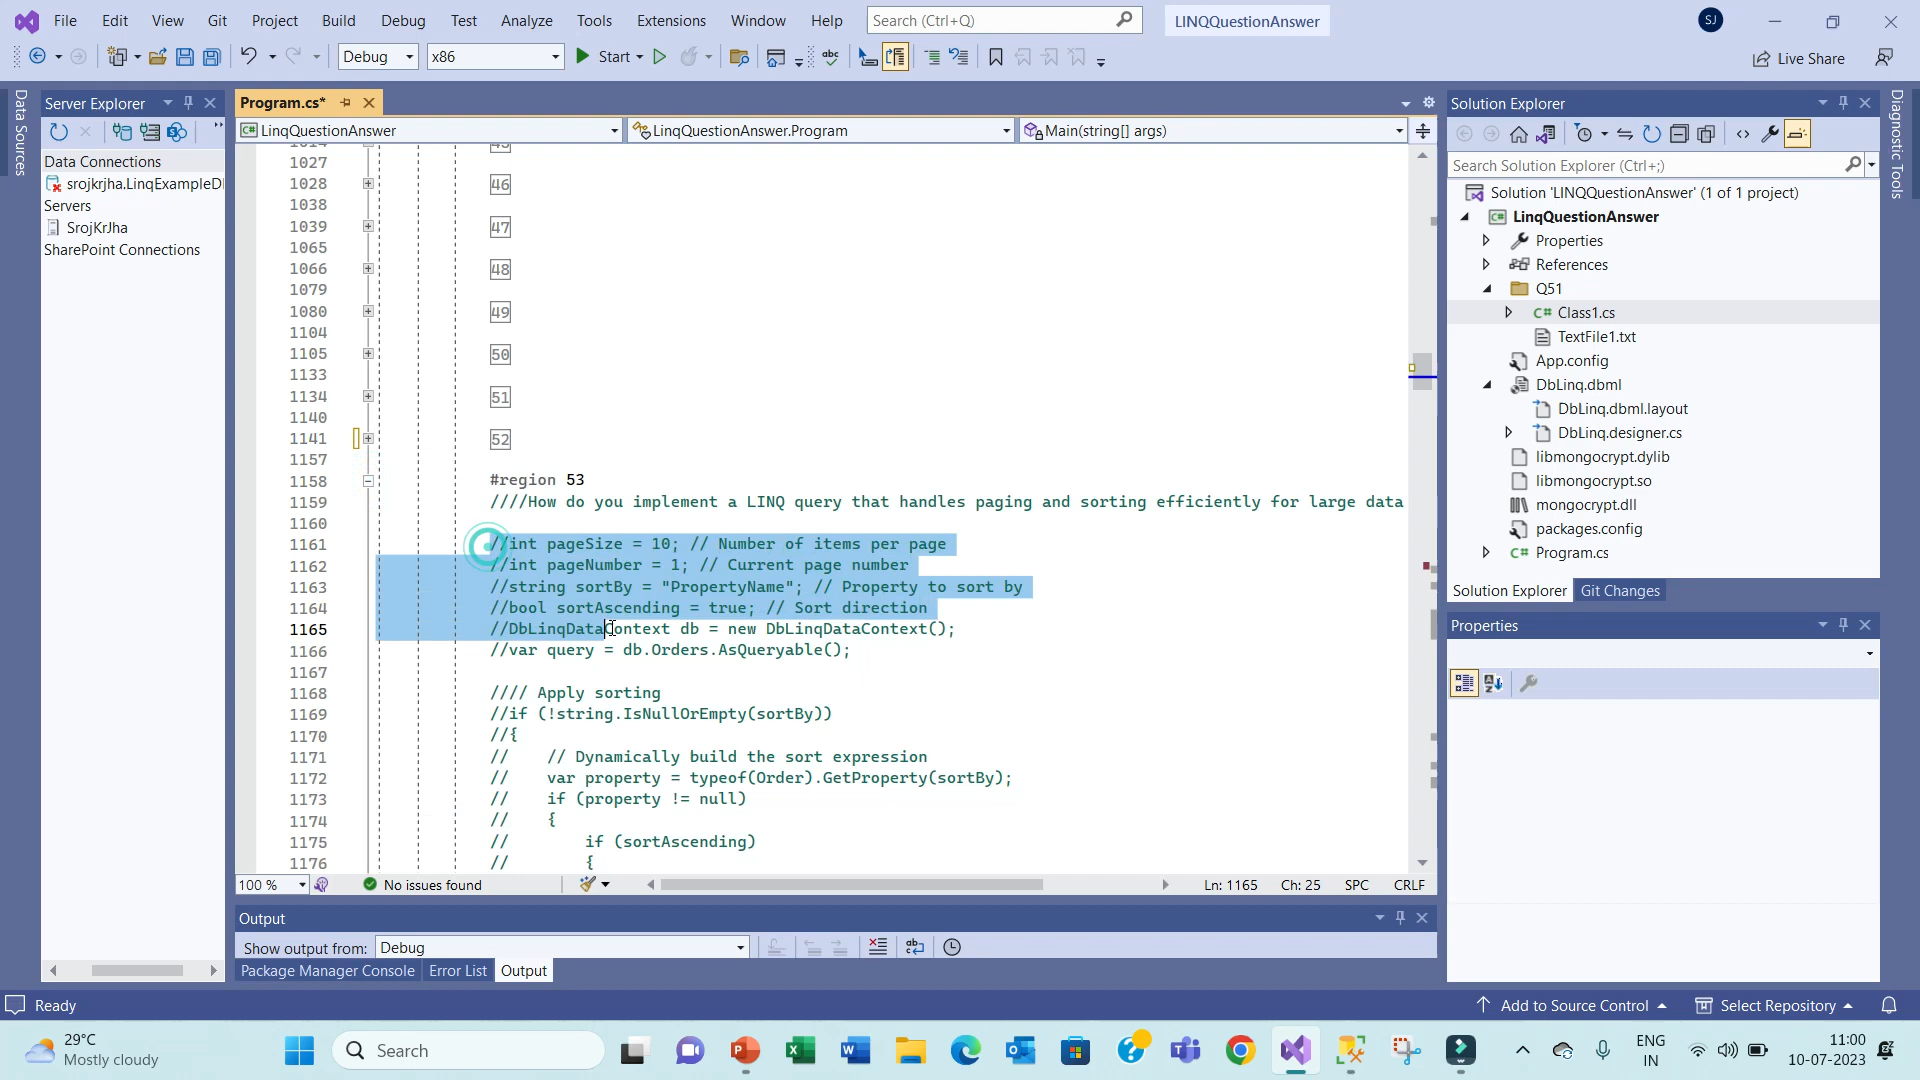 File Edit View Git Project Build Debug Test Analyze Tools Extensions Window Help Search (Ctrl+Q) LINQQuestionAnswer SJ
Debug x86 Start Live Share
Data Sources
Server Explorer
Data Connections
srojkrjha.LinqExampleDl
Servers
SrojKrJha
SharePoint Connections
Program.cs*
LinqQuestionAnswer LinqQuestionAnswer.Program Main(string[] args)
1027
1028 46
1038
1039 47
1065
1066 48
1079
1080 49
1104
1105 50
1133
1134 51
1140
1141 52
1157
1158 #region 53
1159 ////How do you implement a LINQ query that handles paging and sorting efficiently for large data
1160
1161 //int pageSize = 10; // Number of items per page
1162 //int pageNumber = 1; // Current page number
1163 //string sortBy = "PropertyName"; // Property to sort by
1164 //bool sortAscending = true; // Sort direction
1165 //DbLinqDataContext db = new DbLinqDataContext();
1166 //var query = db.Orders.AsQueryable();
1167
1168 //// Apply sorting
1169 //if (!string.IsNullOrEmpty(sortBy))
1170 //{
1171 // // Dynamically build the sort expression
1172 // var property = typeof(Order).GetProperty(sortBy);
1173 // if (property != null)
1174 // {
1175 // if (sortAscending)
1176 // {
100 % No issues found Ln: 1165 Ch: 25 SPC CRLF
Output
Show output from: Debug
Package Manager Console Error List Output
Solution Explorer
Search Solution Explorer (Ctrl+;)
Solution 'LINQQuestionAnswer' (1 of 1 project)
LinqQuestionAnswer
Properties
References
Q51
Class1.cs
TextFile1.txt
App.config
DbLinq.dbml
DbLinq.dbml.layout
DbLinq.designer.cs
libmongocrypt.dylib
libmongocrypt.so
mongocrypt.dll
packages.config
Program.cs
Solution Explorer Git Changes
Properties
Diagnostic Tools
Ready Add to Source Control Select Repository
29°C
Mostly cloudy
Search
ENG
IN
11:00
10-07-2023